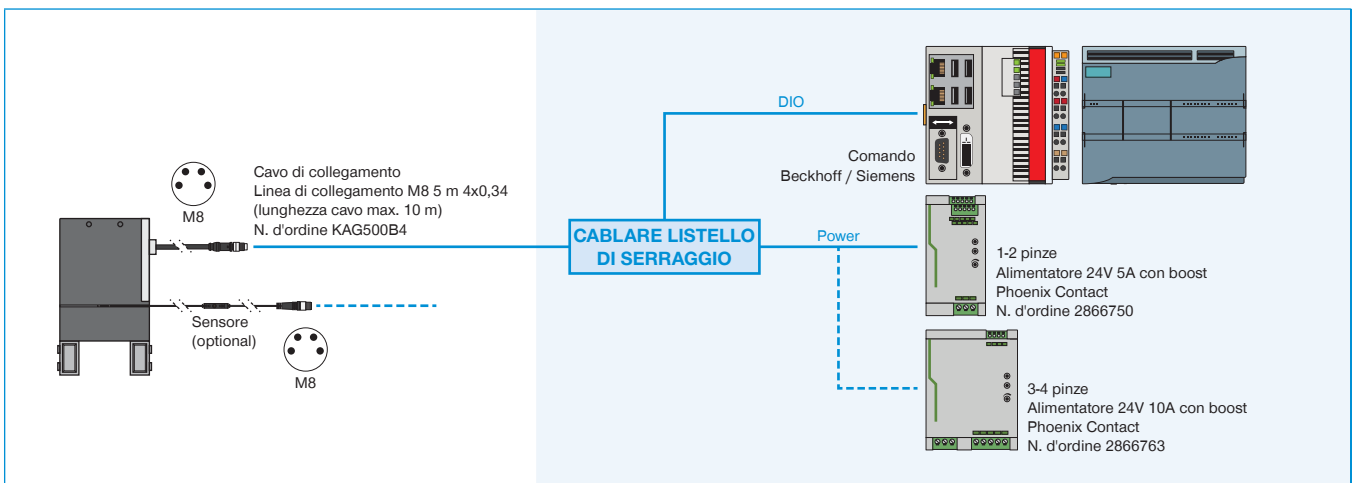 M8
Cavo di collegamento
Linea di collegamento M8 5 m 4x0,34
(lunghezza cavo max. 10 m)
N. d'ordine KAG500B4
Sensore
(optional)
M8
CABLARE LISTELLO
DI SERRAGGIO
DIO
Comando
Beckhoff / Siemens
Power
1-2 pinze
Alimentatore 24V 5A con boost
Phoenix Contact
N. d'ordine 2866750
3-4 pinze
Alimentatore 24V 10A con boost
Phoenix Contact
N. d'ordine 2866763